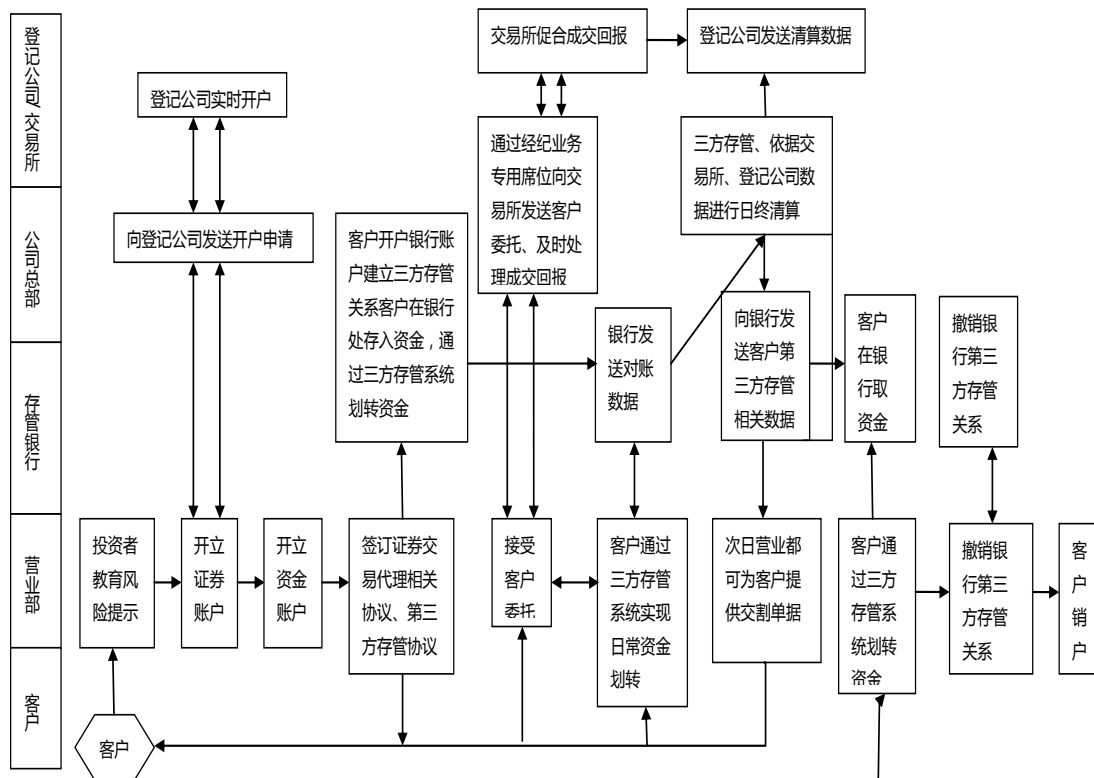 登记公司/交易所
公司总部
存管银行
营业部
客户
交易所促合成交回报
登记公司发送清算数据
登记公司实时开户
通过经纪业务
专用席位向交
易所发送客户
委托、及时处
理成交回报
三方存管、依据交
易所、登记公司数
据进行日终清算
向登记公司发送开户申请
客户开户银行账
户建立三方存管
关系客户在银行
处存入资金，通
过三方存管系统
划转资金
银行发
送对账
数据
向银行发
送客户第
三方存管
相关数据
客户
在银
行取
资金
撤销银
行第三
方存管
关系
投资者
教育风
险提示
开立
证券
账户
开立
资金
账户
签订证券交
易代理相关
协议、第三
方存管协议
接受
客户
委托
客户通过
三方存管
系统实现
日常资金
划转
次日营业都
可为客户提
供交割单据
客户通
过三方
存管系
统划转
资金
撤销银
行第三
方存管
关系
客
户
销
户
客户